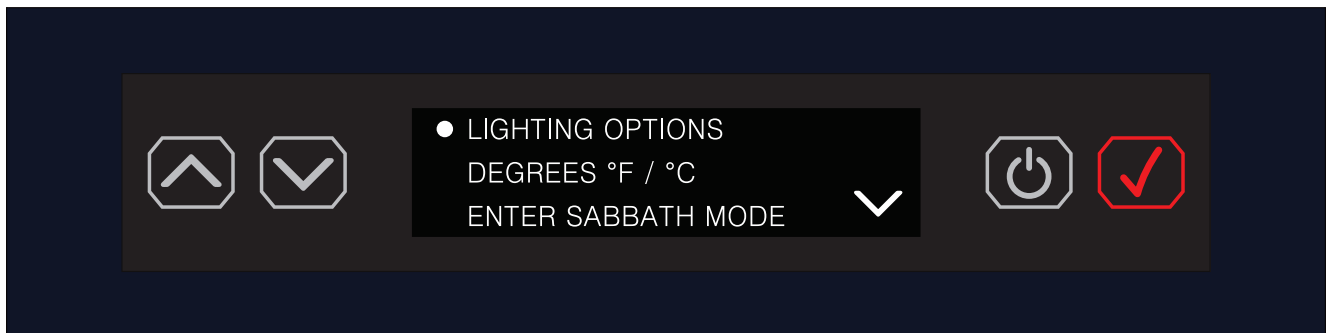 LIGHTING OPTIONS
DEGREES °F / °C
ENTER SABBATH MODE